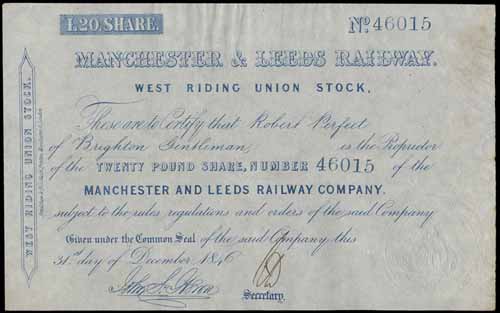 £20, SHARE.
No. 46015
MANCHESTER & LEEDS RAILWAY.
WEST RIDING UNION STOCK,
WEST RIDING UNION STOCK.
These are to Certify that Robert Perfect
of Brighton Gentleman, is the Proprietor
of the TWENTY POUND SHARE, NUMBER 46015 of the
MANCHESTER AND LEEDS RAILWAY COMPANY.
subject to the rules regulations and orders of the said Company
Given under the Common Seal of the said Company this
31st day of December 1846
Secretary.